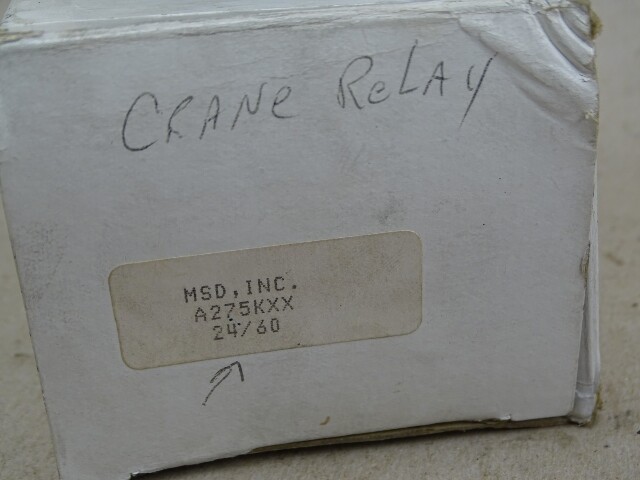 CRANe ReLAY
MSD, INC.
A275KXX
24/60